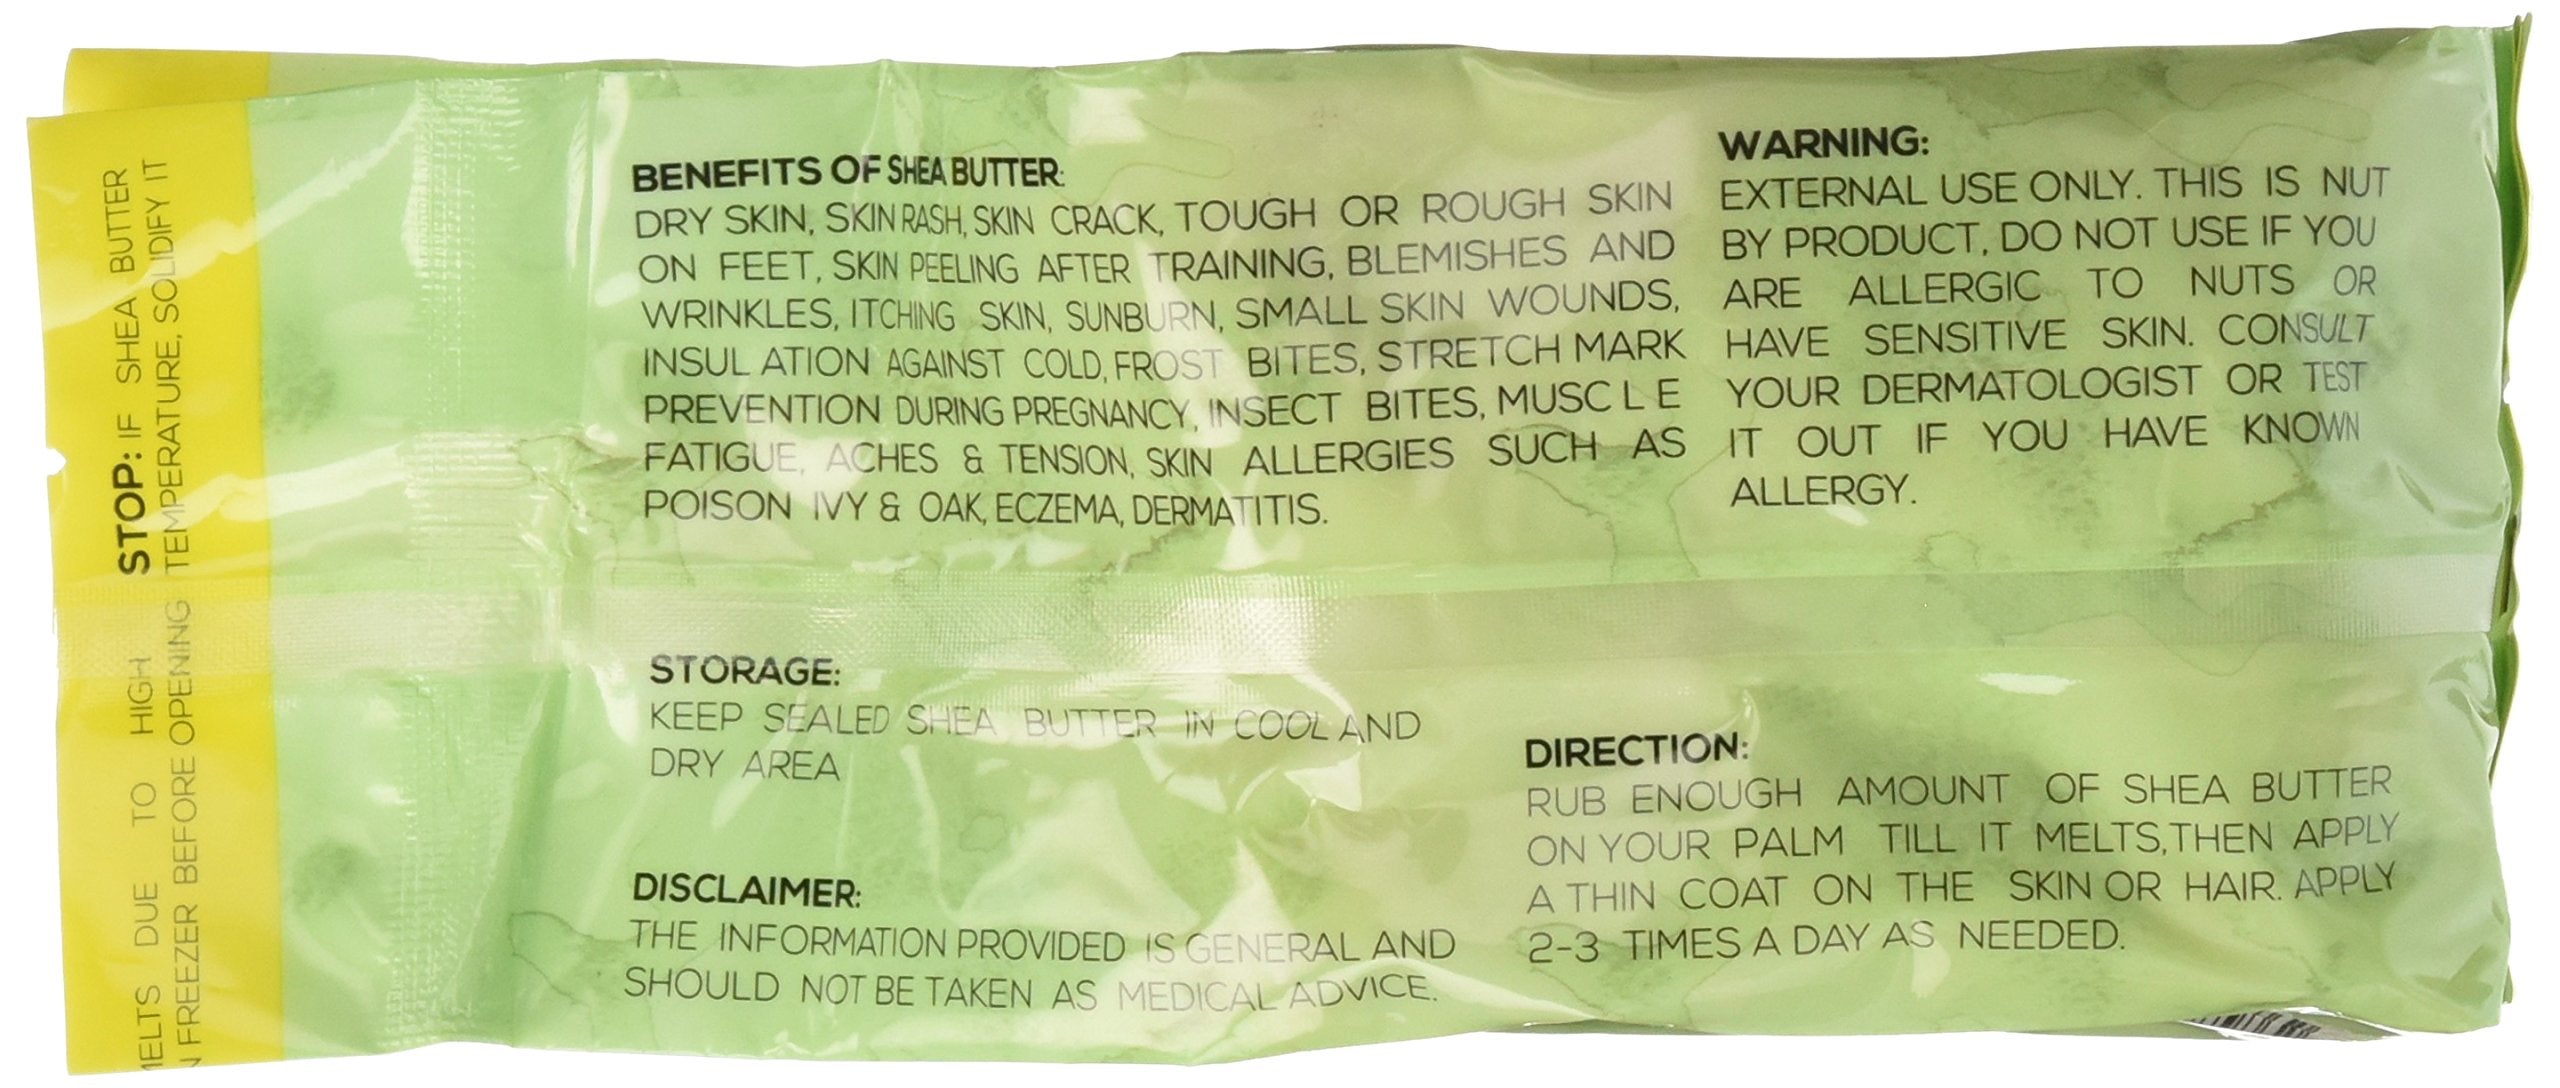 STOP: IF SHEA BUTTER
MELTS DUE TO HIGH
TEMPERATURE, SOLIDIFY IT
IN FREEZER BEFORE OPENING
BENEFITS OF SHEA BUTTER:
DRY SKIN, SKIN RASH, SKIN CRACK, TOUGH OR ROUGH SKIN
ON FEET, SKIN PEELING AFTER TRAINING, BLEMISHES AND
WRINKLES, ITCHING SKIN, SUNBURN, SMALL SKIN WOUNDS,
INSUL ATION AGAINST COLD, FROST BITES, STRETCH MARK
PREVENTION DURING PREGNANCY, INSECT BITES, MUSC L E
FATIGUE, ACHES & TENSION, SKIN ALLERGIES SUCH AS
POISON IVY & OAK, ECZEMA, DERMATITIS.
WARNING:
EXTERNAL USE ONLY. THIS IS NUT
BY PRODUCT, DO NOT USE IF YOU
ARE ALLERGIC TO NUTS OR
HAVE SENSITIVE SKIN. CONSULT
YOUR DERMATOLOGIST OR TEST
IT OUT IF YOU HAVE KNOWN
ALLERGY.
STORAGE:
KEEP SEALED SHEA BUTTER IN COOL AND
DRY AREA
DISCLAIMER:
THE INFORMATION PROVIDED IS GENERAL AND
SHOULD NOT BE TAKEN AS MEDICAL ADVICE.
DIRECTION:
RUB ENOUGH AMOUNT OF SHEA BUTTER
ON YOUR PALM TILL IT MELTS, THEN APPLY
A THIN COAT ON THE SKIN OR HAIR. APPLY
2-3 TIMES A DAY AS NEEDED.